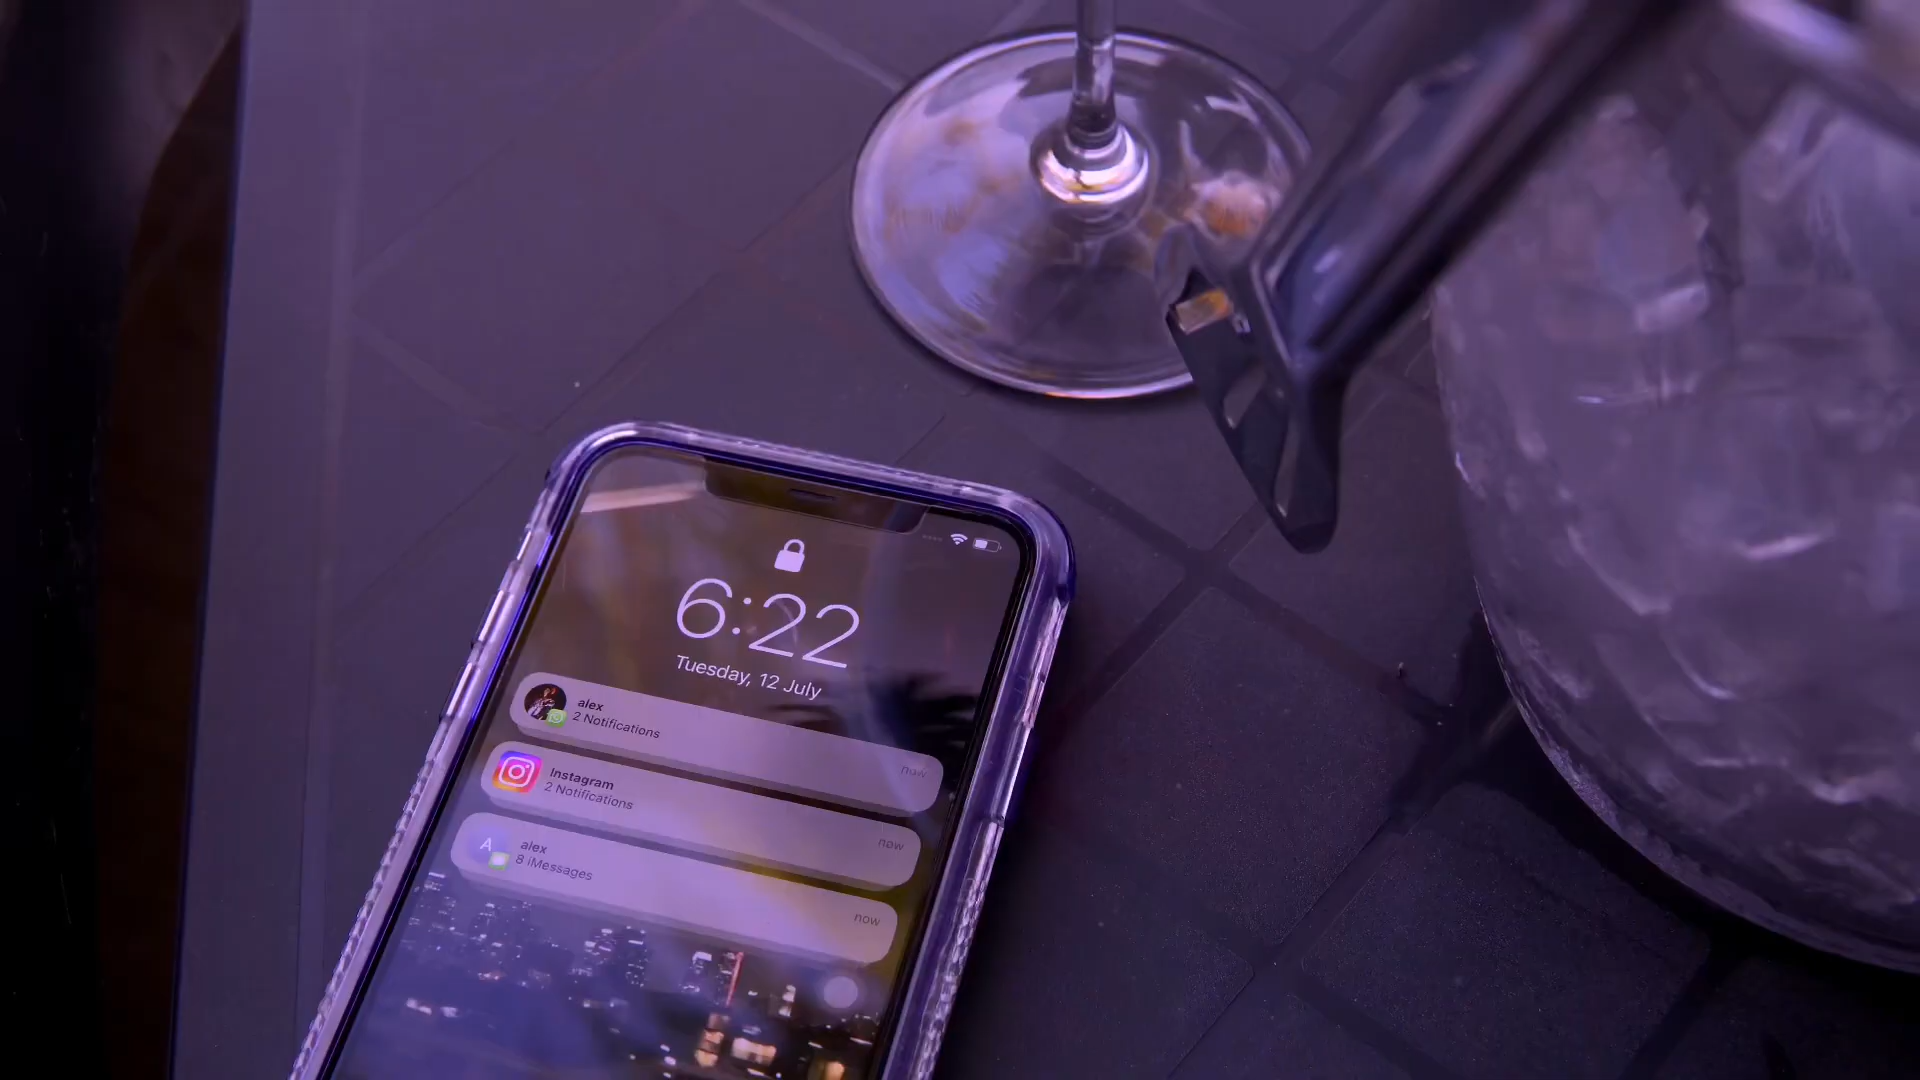 6:22
Tuesday, 12 July
alex
2 Notifications
now
Instagram
2 Notifications
now
A
alex
8 iMessages
now